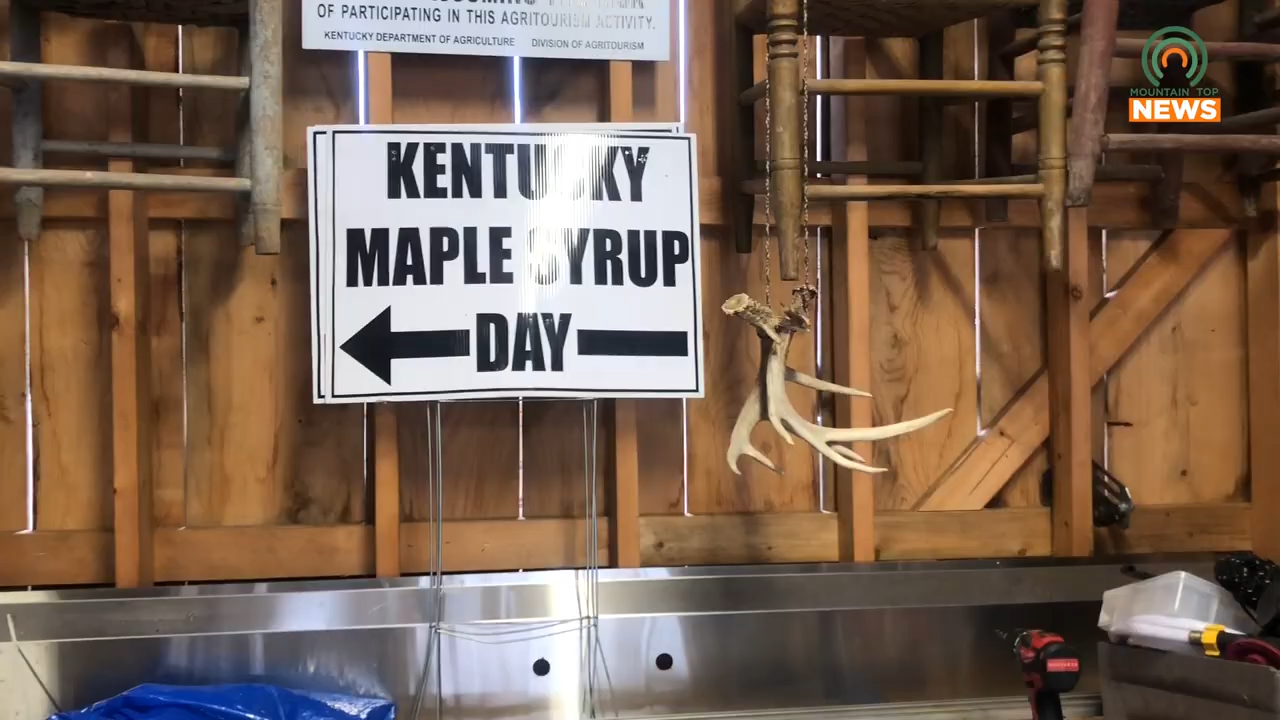 OF PARTICIPATING IN THIS AGRITOURISM ACTIVITY.
KENTUCKY DEPARTMENT OF AGRICULTURE DIVISION OF AGRITOURISM
KENTUCKY
MAPLE SYRUP
DAY
MOUNTAIN TOP
NEWS